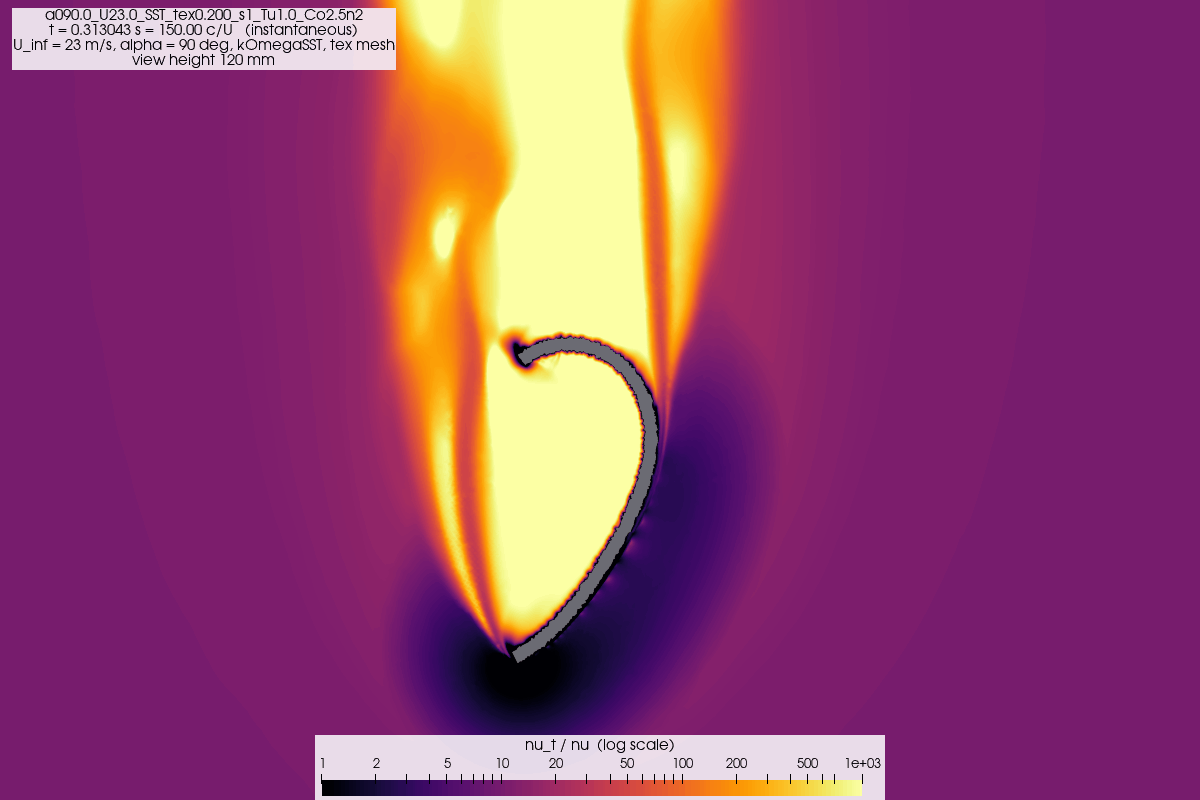 a090.0_U23.0_SST_tex0.200_s1_Tu1.0_Co2.5n2
t = 0.313043 s = 150.00 c/U (instantaneous)
U_inf = 23 m/s, alpha = 90 deg, kOmegaSST, tex mesh
view height 120 mm
nu_t / nu (log scale)
1 2 5 10 20 50 100 200 500 1e+03